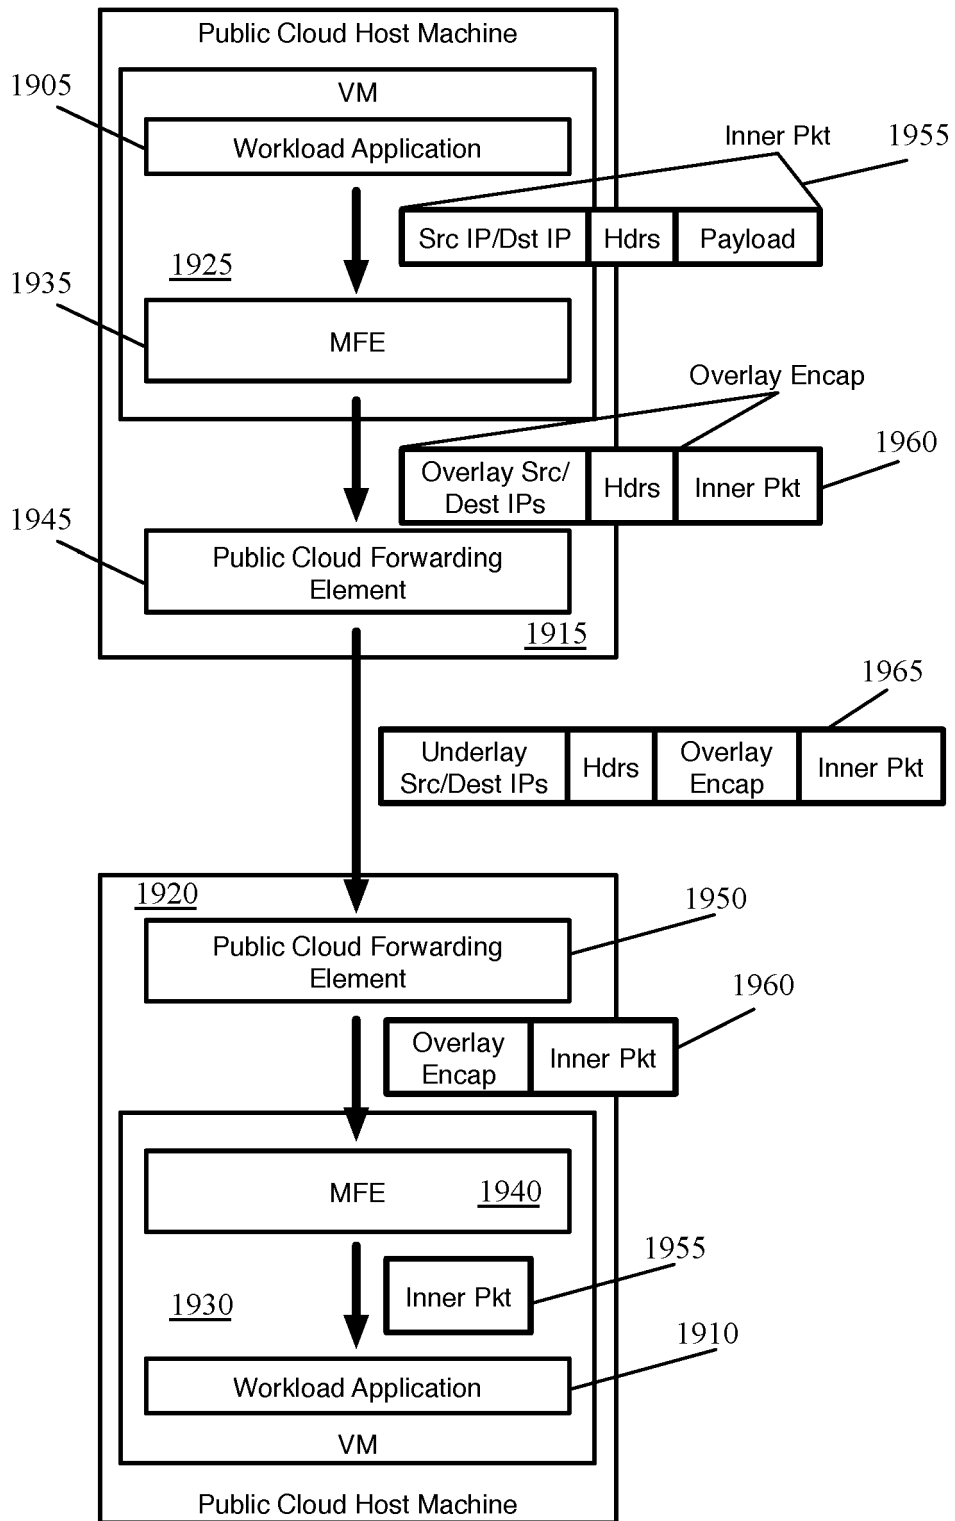 Public Cloud Host Machine
VM
1905
Workload Application
Inner Pkt
1955
Src IP/Dst IP
Hdrs
Payload
1925
1935
MFE
Overlay Encap
1960
Overlay Src/
Dest IPs
Hdrs
Inner Pkt
1945
Public Cloud Forwarding
Element
1915
1965
Underlay
Src/Dest IPs
Hdrs
Overlay
Encap
Inner Pkt
1920
1950
Public Cloud Forwarding
Element
1960
Overlay
Encap
Inner Pkt
MFE
1940
1955
Inner Pkt
1930
1910
Workload Application
VM
Public Cloud Host Machine